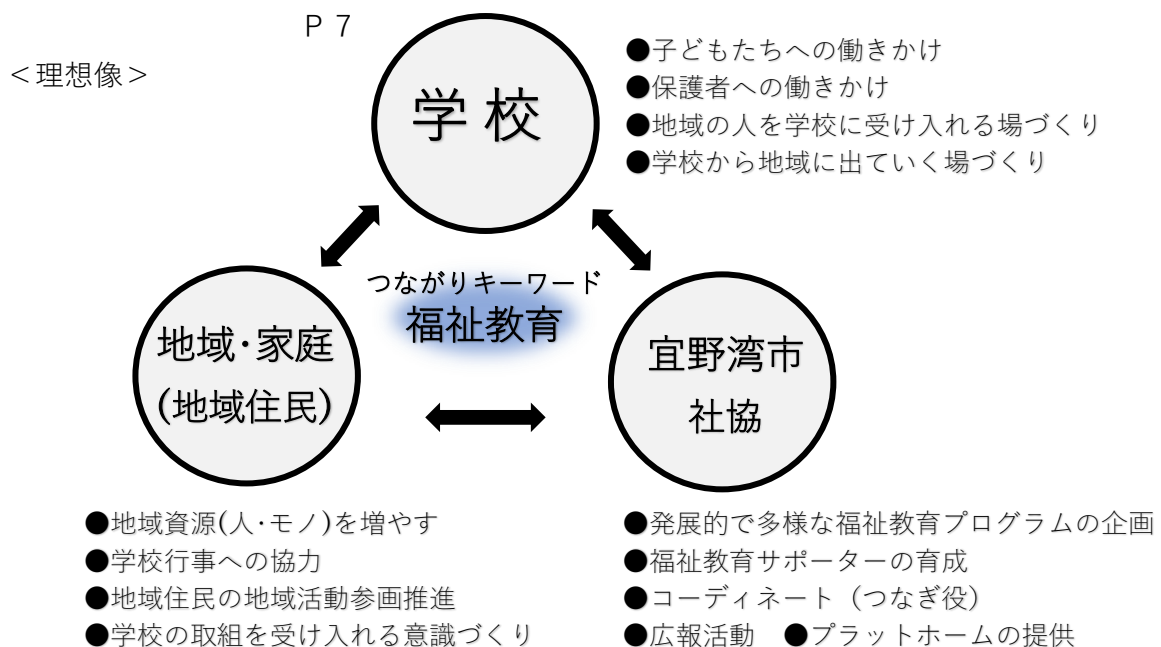 P 7
<理想像>
学 校
●子どもたちへの働きかけ
●保護者への働きかけ
●地域の人を学校に受け入れる場づくり
●学校から地域に出ていく場づくり
つながりキーワード
福祉教育
地域・家庭
(地域住民)
宜野湾市
社協
●地域資源(人・モノ)を増やす
●学校行事への協力
●地域住民の地域活動参画推進
●学校の取組を受け入れる意識づくり
●発展的で多様な福祉教育プログラムの企画
●福祉教育サポーターの育成
●コーディネート（つなぎ役）
●広報活動　●プラットホームの提供